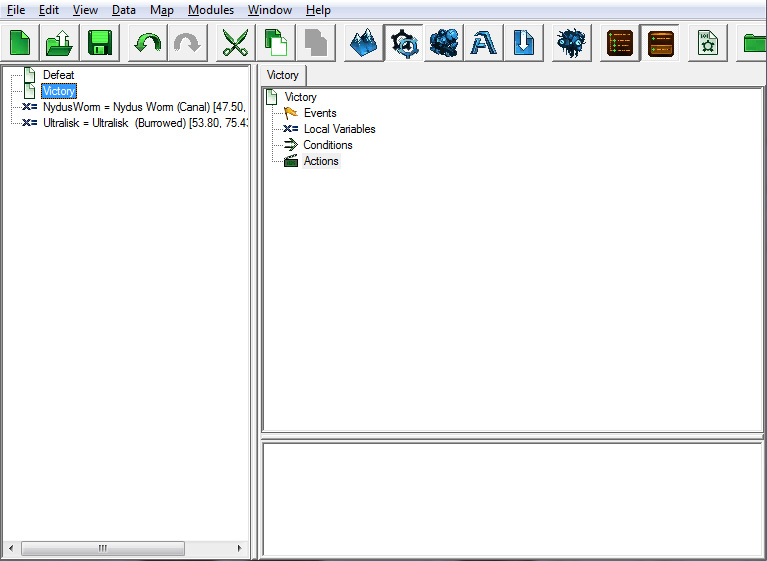 File Edit View Data Map Modules Window Help
Defeat
Victory
NydusWorm = Nydus Worm (Canal) [47.50,
Ultralisk = Ultralisk (Burrowed) [53.80, 75.43
Victory
Victory
Events
Local Variables
Conditions
Actions